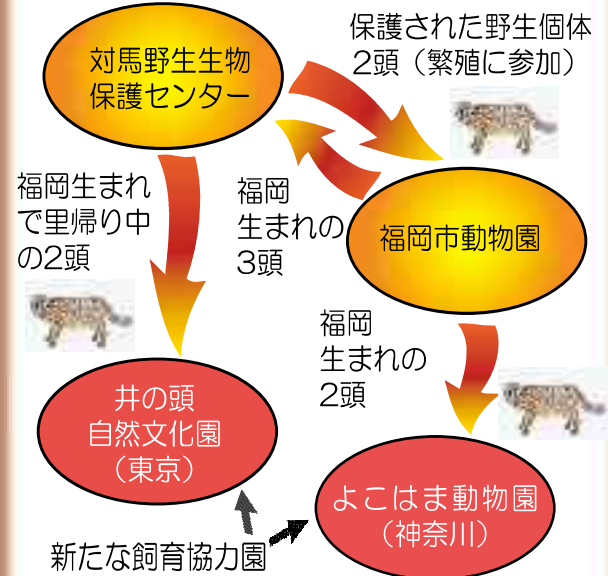 対馬野生生物
保護センター
保護された野生個体
2頭（繁殖に参加）
福岡生まれ
で里帰り中
の2頭
福岡
生まれの
3頭
福岡市動物園
福岡
生まれの
2頭
井の頭
自然文化園
（東京）
よこはま動物園
（神奈川）
新たな飼育協力園